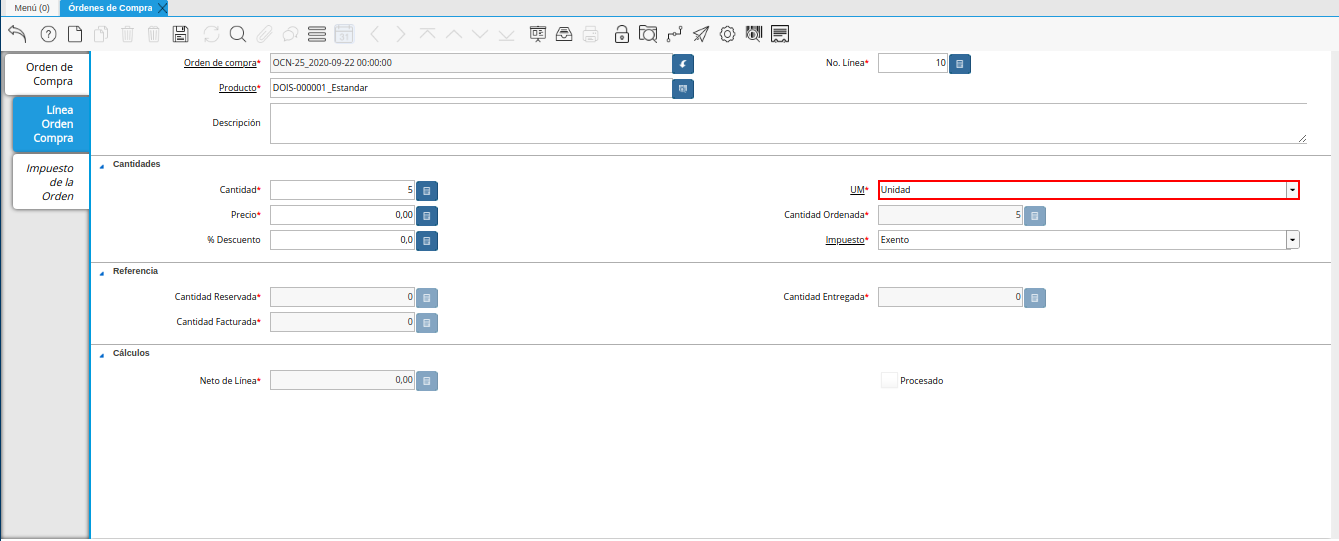 Menú (0) Órdenes de Compra
31
Orden de
Compra
Línea
Orden
Compra
Impuesto
de la
Orden
Orden de compra* OCN-25_2020-09-22 00:00:00 No. Línea* 10
Producto* DOIS-000001_Estandar
Descripción
Cantidades
Cantidad* 5 UM* Unidad
Precio* 0,00 Cantidad Ordenada* 5
% Descuento 0,0 Impuesto* Exento
Referencia
Cantidad Reservada* 0 Cantidad Entregada* 0
Cantidad Facturada* 0
Cálculos
Neto de Línea* 0,00 Procesado